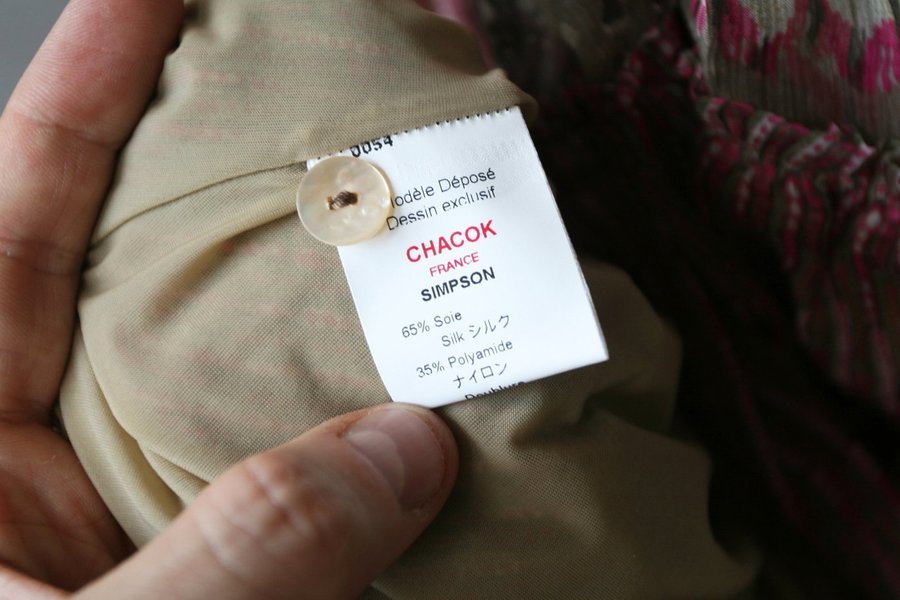 0054
Modèle Déposé
Dessin exclusif
CHACOK
FRANCE
SIMPSON
65% Soie
Silk シルク
35% Polyamide
ナイロン